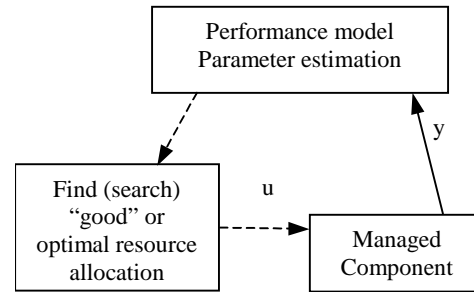 Performance model
Parameter estimation
y
u
Find (search)
“good” or
optimal resource
allocation
Managed
Component